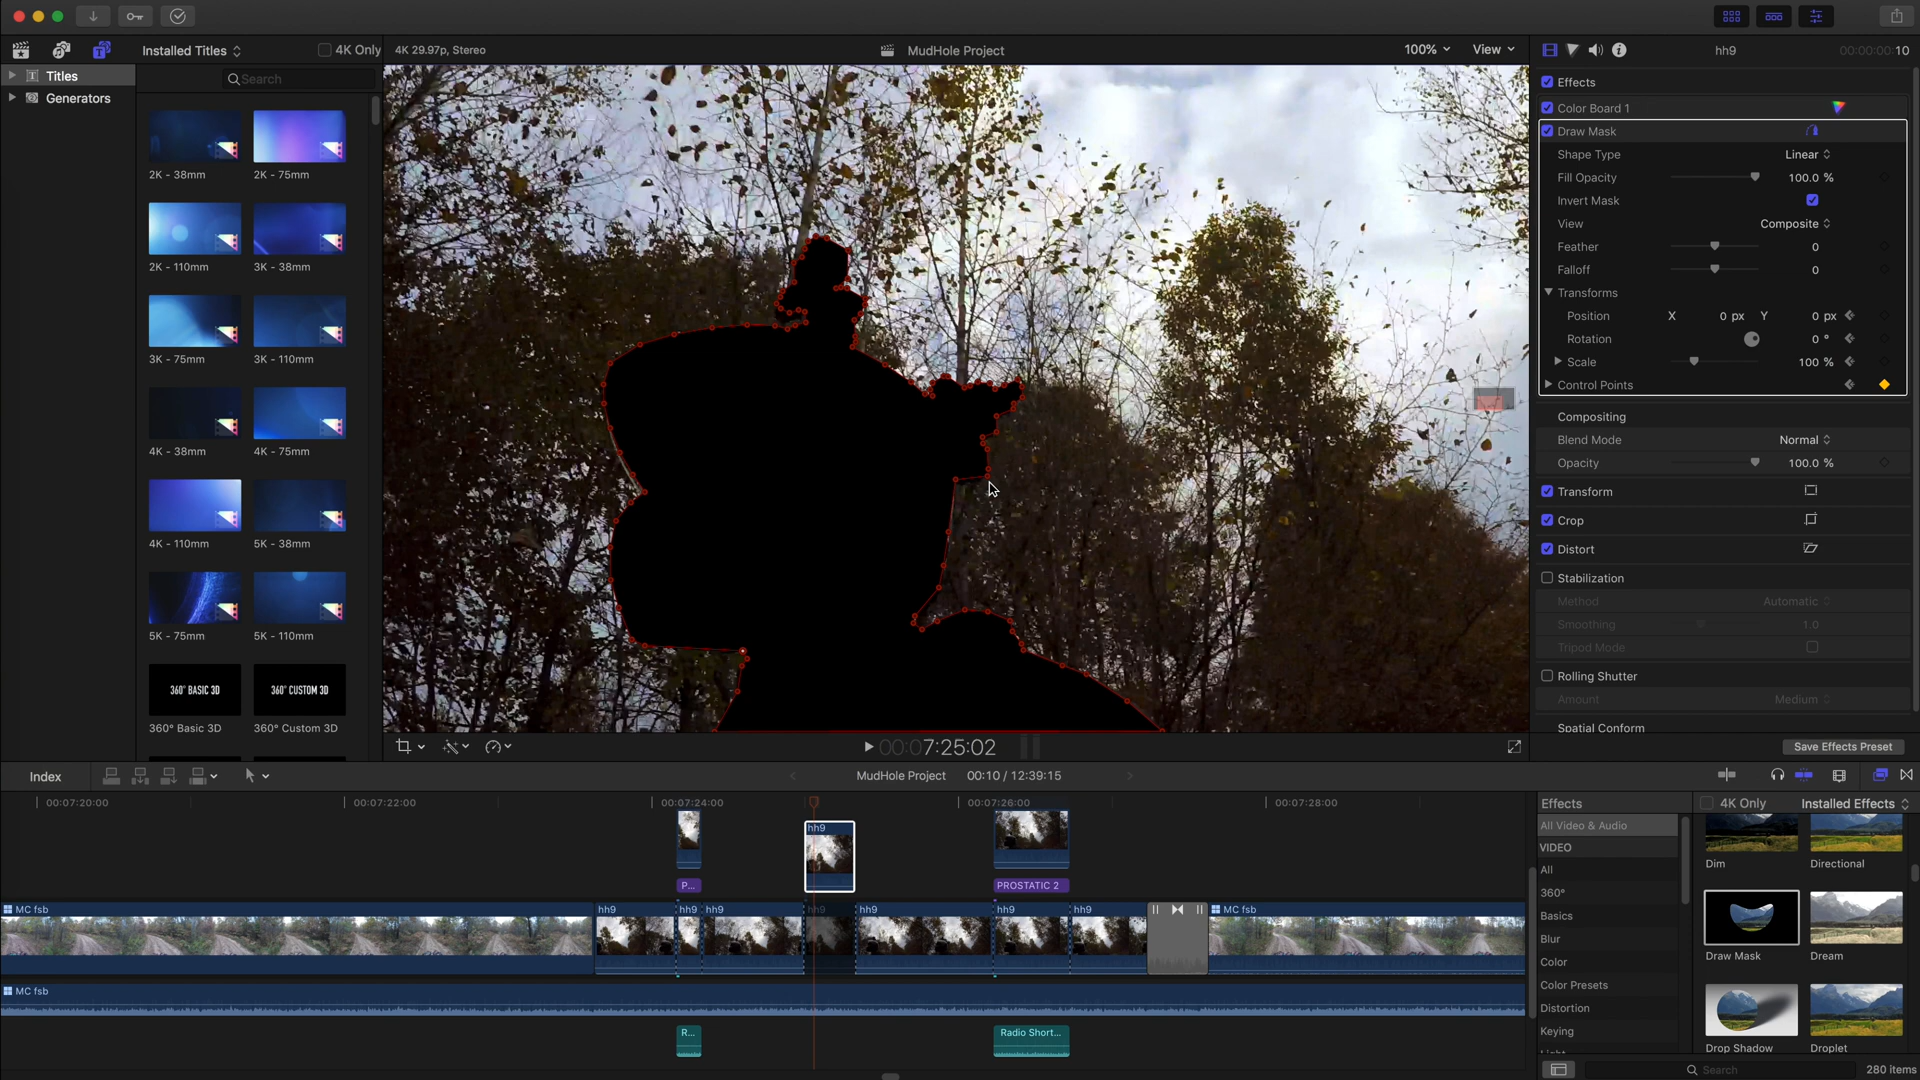 Installed Titles
4K Only
4K 29.97p, Stereo
MudHole Project
100%
View
hh9
00:00:00:10
Titles
Generators
Search
2K - 38mm
2K - 75mm
2K - 110mm
3K - 38mm
3K - 75mm
3K - 110mm
4K - 38mm
4K - 75mm
4K - 110mm
5K - 38mm
5K - 75mm
5K - 110mm
360° BASIC 3D
360° CUSTOM 3D
360° Basic 3D
360° Custom 3D
Effects
Color Board 1
Draw Mask
Shape Type
Linear
Fill Opacity
100.0 %
Invert Mask
View
Composite
Feather
0
Falloff
0
Transforms
Position
X 0 px Y 0 px
Rotation
0 °
Scale
100 %
Control Points
Compositing
Blend Mode
Normal
Opacity
100.0 %
Transform
Crop
Distort
Stabilization
Method
Automatic
Smoothing
1.0
Tripod Mode
Rolling Shutter
Amount
Medium
Spatial Conform
Save Effects Preset
00:07:25:02
Index
MudHole Project
00:10 / 12:39:15
00:07:20:00
00:07:22:00
00:07:24:00
00:07:26:00
00:07:28:00
hh9
P...
PROSTATIC 2
MC fsb
hh9
hh9
hh9
hh9
hh9
hh9
hh9
MC fsb
MC fsb
R...
Radio Short...
Effects
4K Only
Installed Effects
All Video & Audio
VIDEO
All
360°
Basics
Blur
Color
Color Presets
Distortion
Keying
Light
Dim
Directional
Draw Mask
Dream
Drop Shadow
Droplet
Search
280 items